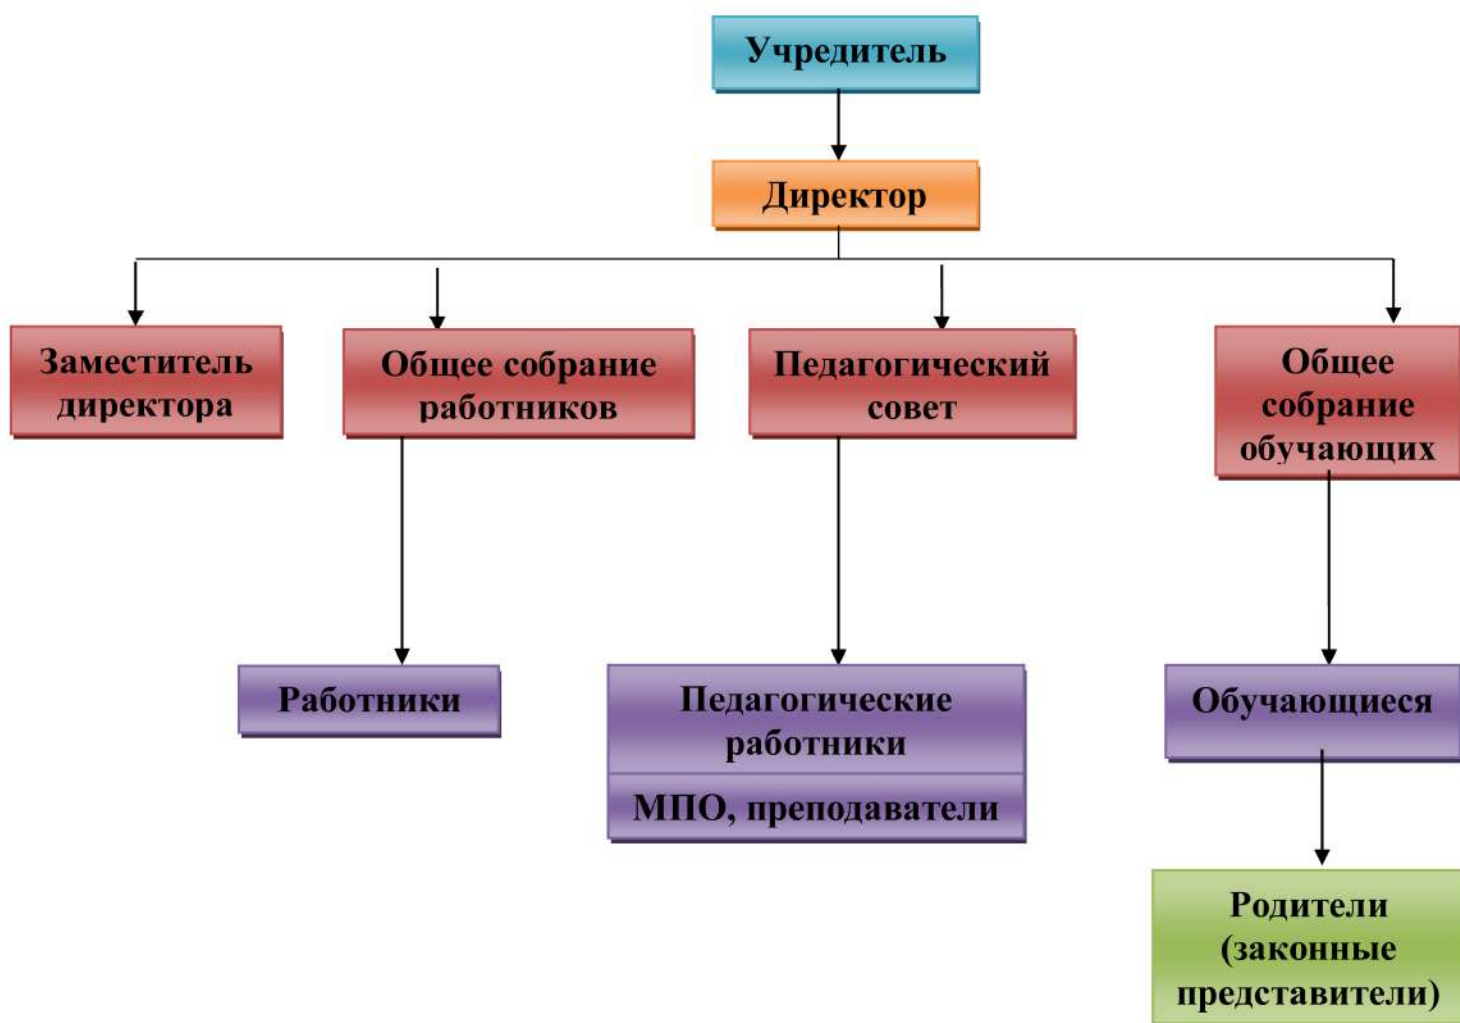 Учредитель
Директор
Заместитель
директора
Общее собрание
работников
Педагогический
совет
Общее
собрание
обучающих
Работники
Педагогические
работники
МПО, преподаватели
Обучающиеся
Родители
(законные
представители)